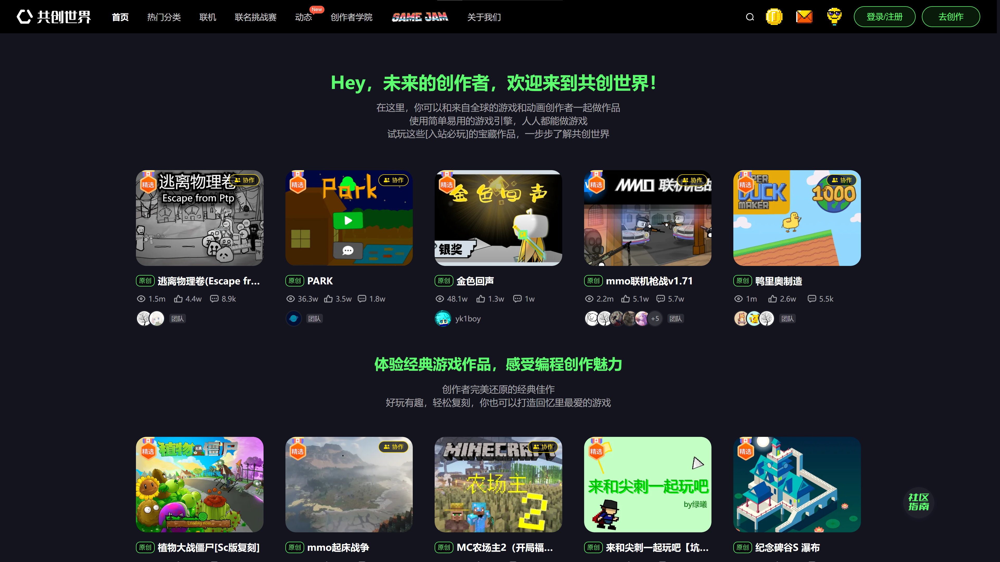 共创世界
首页
热门分类
联机
联名挑战赛
动态
New
创作者学院
GAME JAM
关于我们
登录/注册
去创作
Hey，未来的创作者，欢迎来到共创世界！
在这里，你可以和来自全球的游戏和动画创作者一起做作品
使用简单易用的游戏引擎，人人都能做游戏
试玩这些[入站必玩]的宝藏作品，一步步了解共创世界
精选
协作
逃离物理卷
Escape from Ptp
精选
协作
Park
精选
金色回声
银奖
精选
协作
MMO 联机枪战
精选
协作
DUCK
MAKER
1000
原创 逃离物理卷(Escape fr...
1.5m 4.4w 8.9k
团队
原创 PARK
36.3w 3.5w 1.8w
团队
原创 金色回声
48.1w 1.3w 1w
yk1boy
原创 mmo联机枪战v1.71
2.2m 5.1w 5.7w
+5 团队
原创 鸭里奥制造
1m 2.6w 5.5k
团队
体验经典游戏作品，感受编程创作魅力
创作者完美还原的经典佳作
好玩有趣，轻松复刻，你也可以打造回忆里最爱的游戏
精选
植物大战僵尸
Loading now...
精选
协作
协作
MINECRAFT
农场主
2
精选
来和尖刺一起玩吧
by绿曦
精选
社区
指南
原创 植物大战僵尸[Sc版复刻]
原创 mmo起床战争
原创 MC农场主2（开局福...
原创 来和尖刺一起玩吧【坑...
原创 纪念碑谷S 瀑布